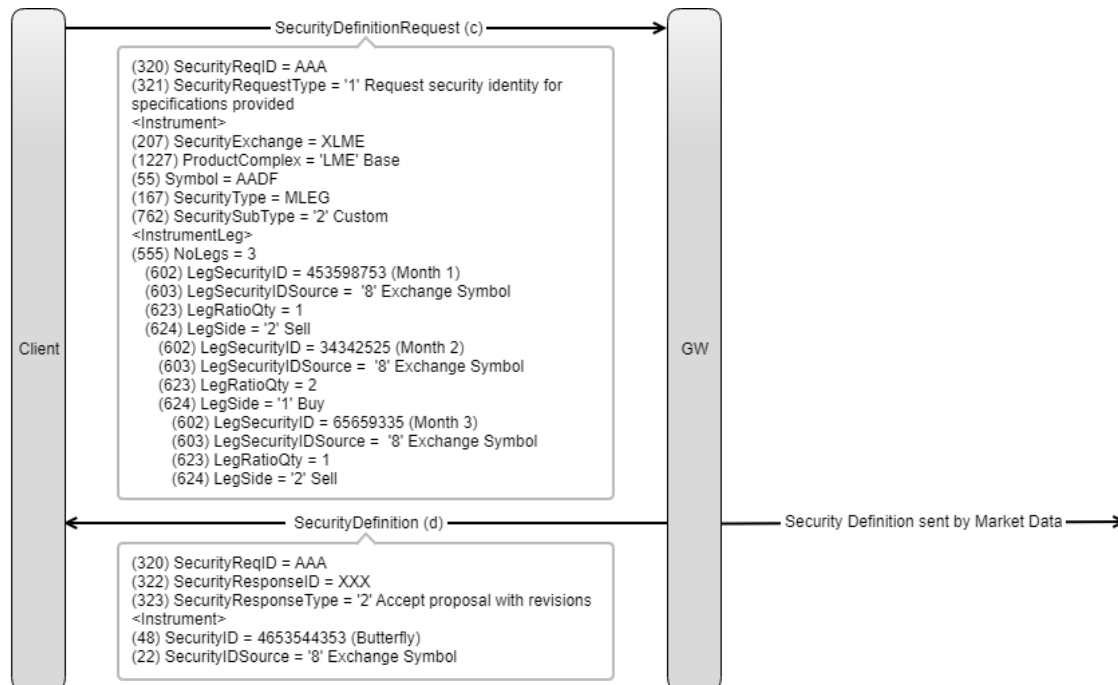 SecurityDefinitionRequest (c)
(320) SecurityReqID = AAA
(321) SecurityRequestType = '1' Request security identity for
specifications provided
<Instrument>
(207) SecurityExchange = XLME
(1227) ProductComplex = 'LME' Base
(55) Symbol = AADF
(167) SecurityType = MLEG
(762) SecuritySubType = '2' Custom
<InstrumentLeg>
(555) NoLegs = 3
(602) LegSecurityID = 453598753 (Month 1)
(603) LegSecurityIDSource = '8' Exchange Symbol
(623) LegRatioQty = 1
(624) LegSide = '2' Sell
(602) LegSecurityID = 34342525 (Month 2)
(603) LegSecurityIDSource = '8' Exchange Symbol
(623) LegRatioQty = 2
(624) LegSide = '1' Buy
(602) LegSecurityID = 65659335 (Month 3)
(603) LegSecurityIDSource = '8' Exchange Symbol
(623) LegRatioQty = 1
(624) LegSide = '2' Sell
Client
GW
SecurityDefinition (d)
Security Definition sent by Market Data
(320) SecurityReqID = AAA
(322) SecurityResponseID = XXX
(323) SecurityResponseType = '2' Accept proposal with revisions
<Instrument>
(48) SecurityID = 4653544353 (Butterfly)
(22) SecurityIDSource = '8' Exchange Symbol